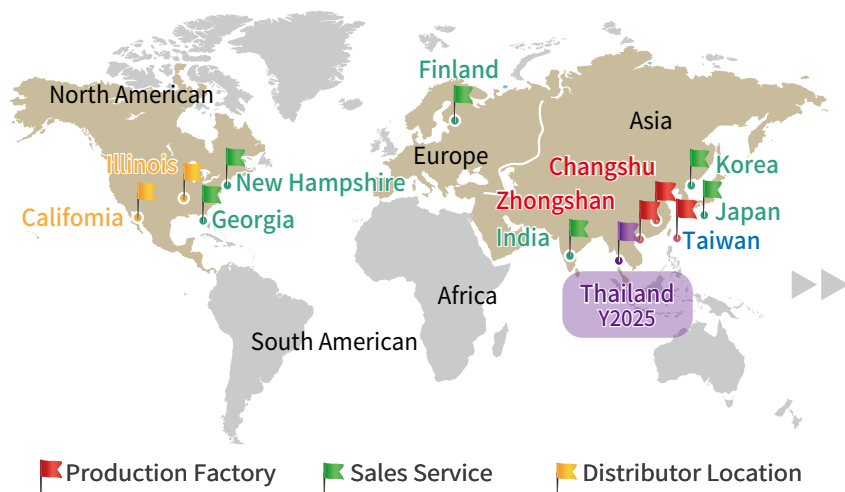 Finland
North American
Asia
Illinois
Europe
Changshu
Korea
New Hampshire
Zhongshan
Califomia
Georgia
India
Japan
Taiwan
Africa
Thailand
Y2025
South American
Production Factory
Sales Service
Distributor Location